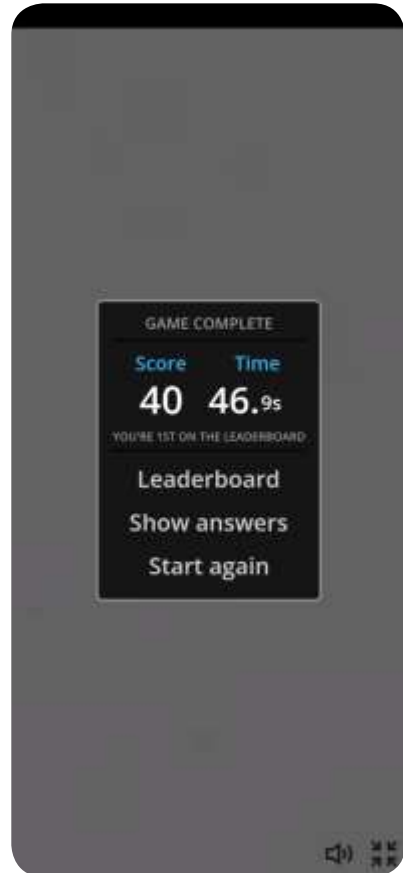 GAME COMPLETE
Score Time
40 46.9s
YOU'RE 1ST ON THE LEADERBOARD
Leaderboard
Show answers
Start again